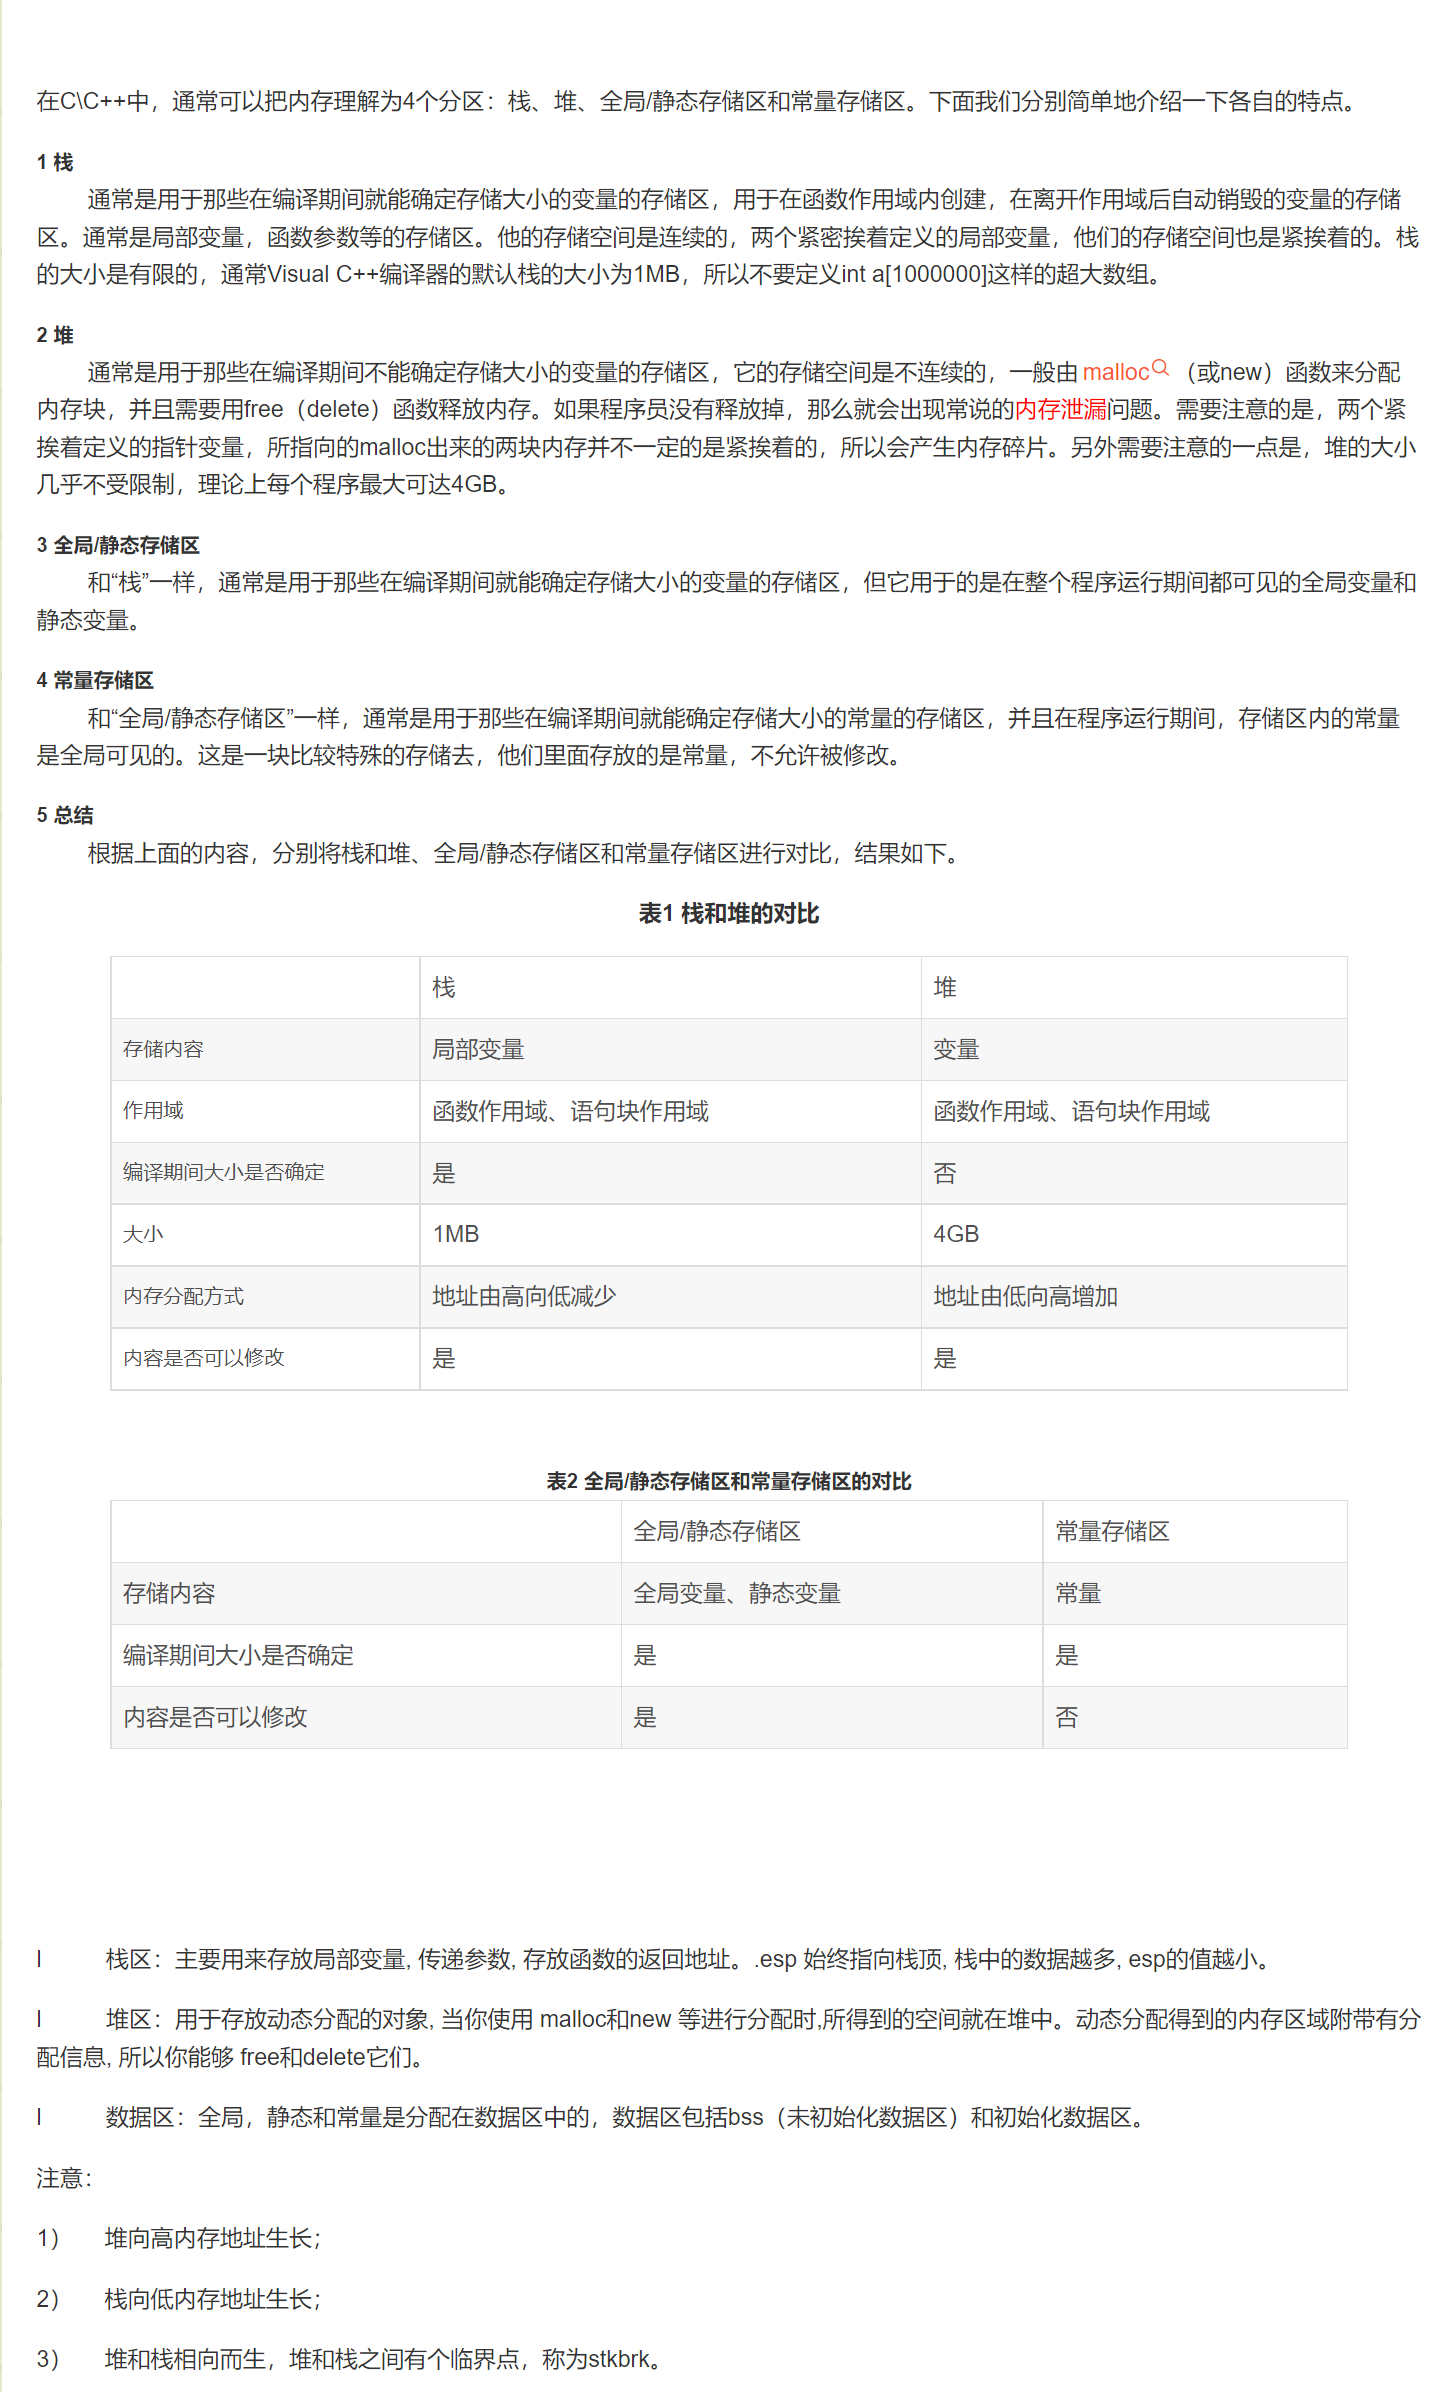 在C\C++中，通常可以把内存理解为4个分区：栈、堆、全局/静态存储区和常量存储区。下面我们分别简单地介绍一下各自的特点。
1 栈
通常是用于那些在编译期间就能确定存储大小的变量的存储区，用于在函数作用域内创建，在离开作用域后自动销毁的变量的存储
区。通常是局部变量，函数参数等的存储区。他的存储空间是连续的，两个紧密挨着定义的局部变量，他们的存储空间也是紧挨着的。栈
的大小是有限的，通常Visual C++编译器的默认栈的大小为1MB，所以不要定义int a[1000000]这样的超大数组。
2 堆
通常是用于那些在编译期间不能确定存储大小的变量的存储区，它的存储空间是不连续的，一般由malloc（或new）函数来分配
内存块，并且需要用free（delete）函数释放内存。如果程序员没有释放掉，那么就会出现常说的内存泄漏问题。需要注意的是，两个紧
挨着定义的指针变量，所指向的malloc出来的两块内存并不一定的是紧挨着的，所以会产生内存碎片。另外需要注意的一点是，堆的大小
几乎不受限制，理论上每个程序最大可达4GB。
3 全局/静态存储区
和“栈”一样，通常是用于那些在编译期间就能确定存储大小的变量的存储区，但它用于的是在整个程序运行期间都可见的全局变量和
静态变量。
4 常量存储区
和“全局/静态存储区”一样，通常是用于那些在编译期间就能确定存储大小的常量的存储区，并且在程序运行期间，存储区内的常量
是全局可见的。这是一块比较特殊的存储去，他们里面存放的是常量，不允许被修改。
5 总结
根据上面的内容，分别将栈和堆、全局/静态存储区和常量存储区进行对比，结果如下。
表1 栈和堆的对比
栈 堆
存储内容 局部变量 变量
作用域 函数作用域、语句块作用域 函数作用域、语句块作用域
编译期间大小是否确定 是 否
大小 1MB 4GB
内存分配方式 地址由高向低减少 地址由低向高增加
内容是否可以修改 是 是
表2 全局/静态存储区和常量存储区的对比
全局/静态存储区 常量存储区
存储内容 全局变量、静态变量 常量
编译期间大小是否确定 是 是
内容是否可以修改 是 否
l 栈区：主要用来存放局部变量, 传递参数, 存放函数的返回地址。.esp 始终指向栈顶, 栈中的数据越多, esp的值越小。
l 堆区：用于存放动态分配的对象, 当你使用 malloc和new 等进行分配时,所得到的空间就在堆中。动态分配得到的内存区域附带有分
配信息, 所以你能够 free和delete它们。
l 数据区：全局，静态和常量是分配在数据区中的，数据区包括bss（未初始化数据区）和初始化数据区。
注意：
1） 堆向高内存地址生长；
2） 栈向低内存地址生长；
3） 堆和栈相向而生，堆和栈之间有个临界点，称为stkbrk。